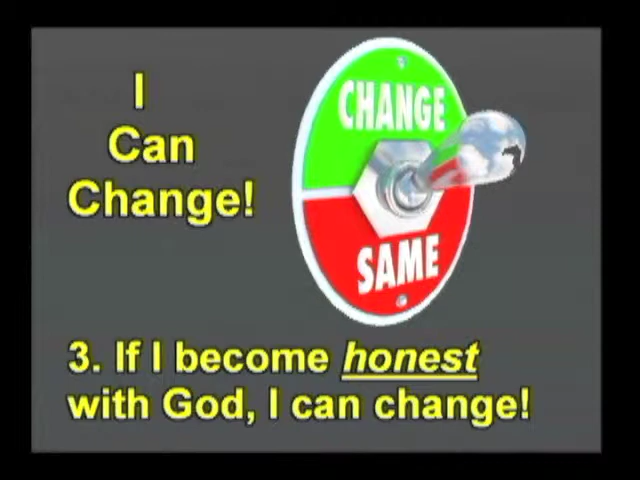 I
Can
Change!
CHANGE
SAME
3. If I become honest
with God, I can change!